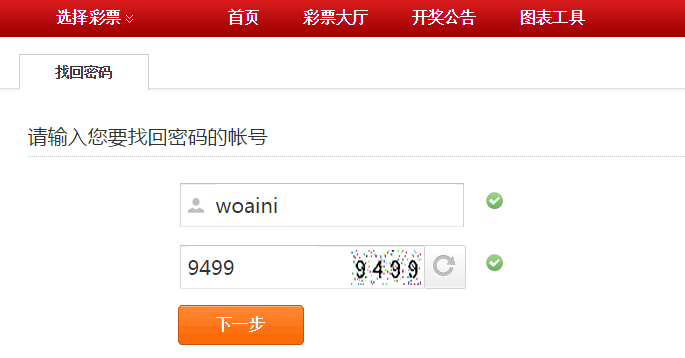 选择彩票 首页 彩票大厅 开奖公告 图表工具
找回密码
请输入您要找回密码的帐号
woaini
9499 9499
下一步